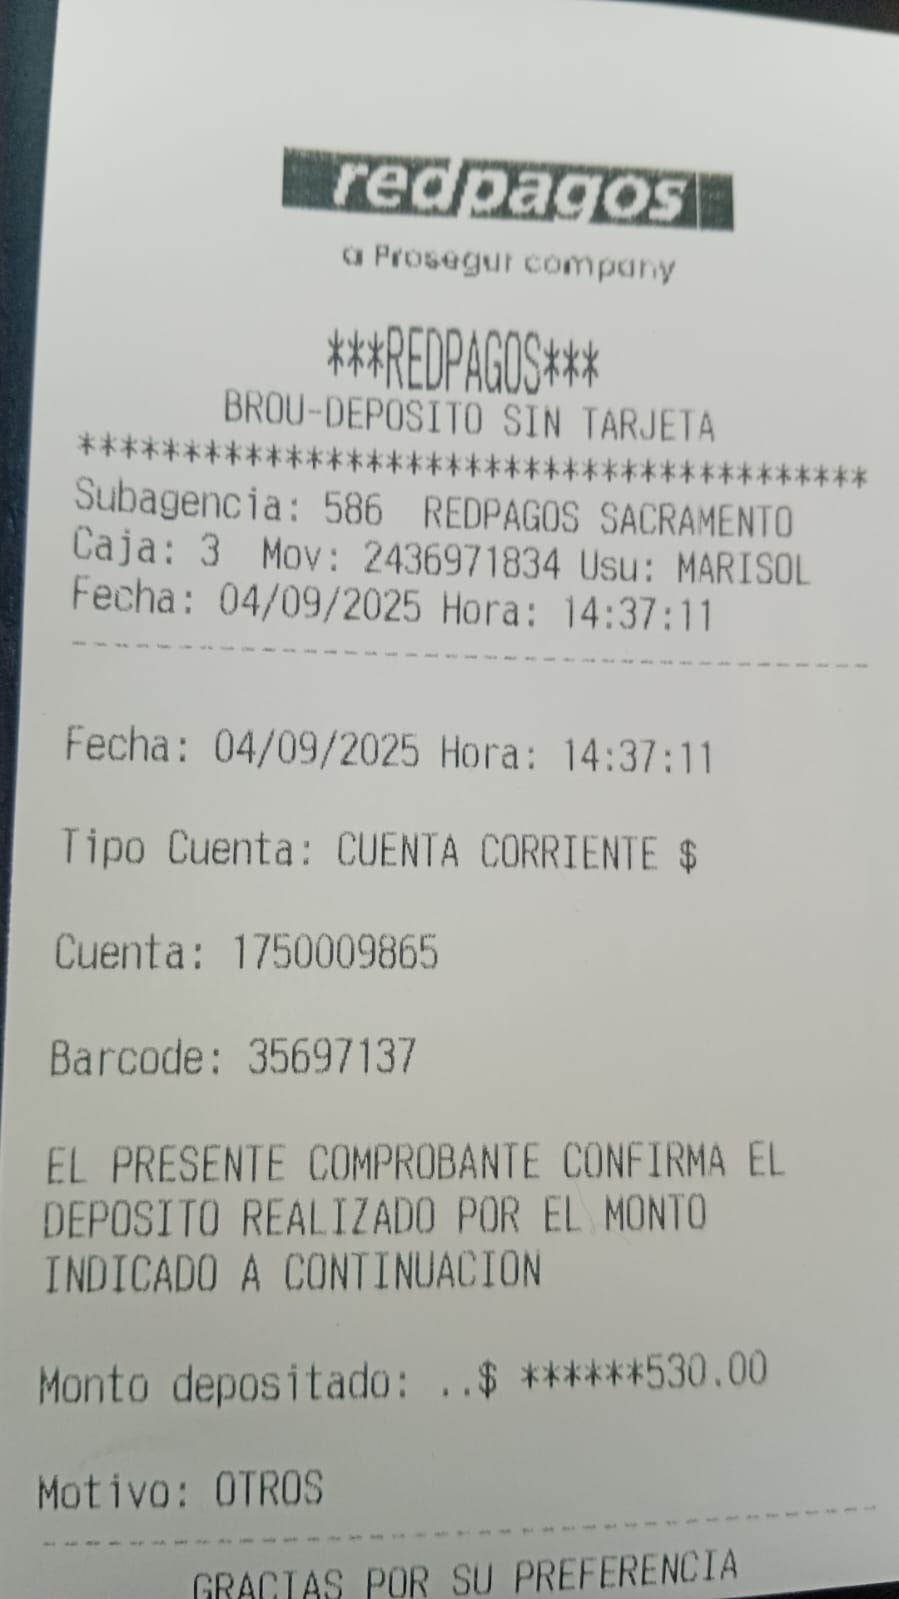 redpagos
a Prosegur company
***REDPAGOS***
BROU-DEPOSITO SIN TARJETA
****************************************
Subagencia: 586 REDPAGOS SACRAMENTO
Caja: 3 Mov: 2436971834 Usu: MARISOL
Fecha: 04/09/2025 Hora: 14:37:11
Fecha: 04/09/2025 Hora: 14:37:11
Tipo Cuenta: CUENTA CORRIENTE $
Cuenta: 1750009865
Barcode: 35697137
EL PRESENTE COMPROBANTE CONFIRMA EL
DEPOSITO REALIZADO POR EL MONTO
INDICADO A CONTINUACION
Monto depositado: ..$ ******530.00
Motivo: OTROS
GRACIAS POR SU PREFERENCIA